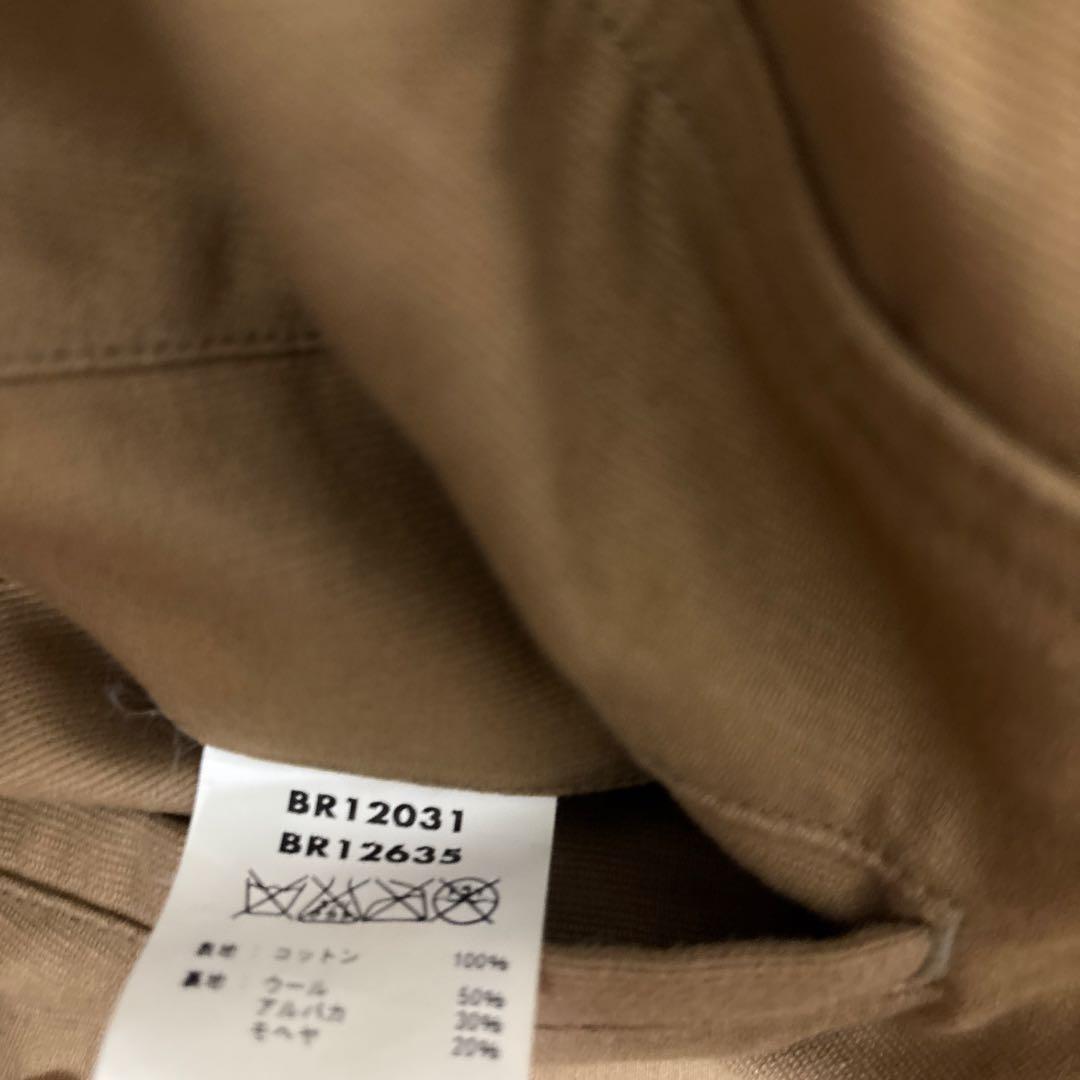 BR12031
BR12635
表地 : コットン 100%
裏地 : ウール 50%
アルパカ 30%
モヘヤ 20%